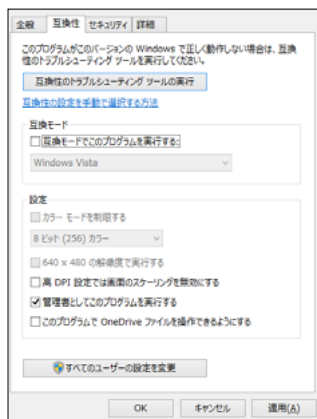 全般 互換性 セキュリティ 詳細
このプログラムがこのバージョンの Windows で正しく動作しない場合は、互換
性のトラブルシューティング ツールを実行してください。
互換性のトラブルシューティング ツールの実行
互換性の設定を手動で選択する方法
互換モード
互換モードでこのプログラムを実行する:
Windows Vista
設定
カラー モードを制限する
8 ビット (256) カラー
640 x 480 の解像度で実行する
高 DPI 設定では画面のスケーリングを無効にする
管理者としてこのプログラムを実行する
このプログラムで OneDrive ファイルを操作できるようにする
すべてのユーザーの設定を変更
OK キャンセル 適用(A)